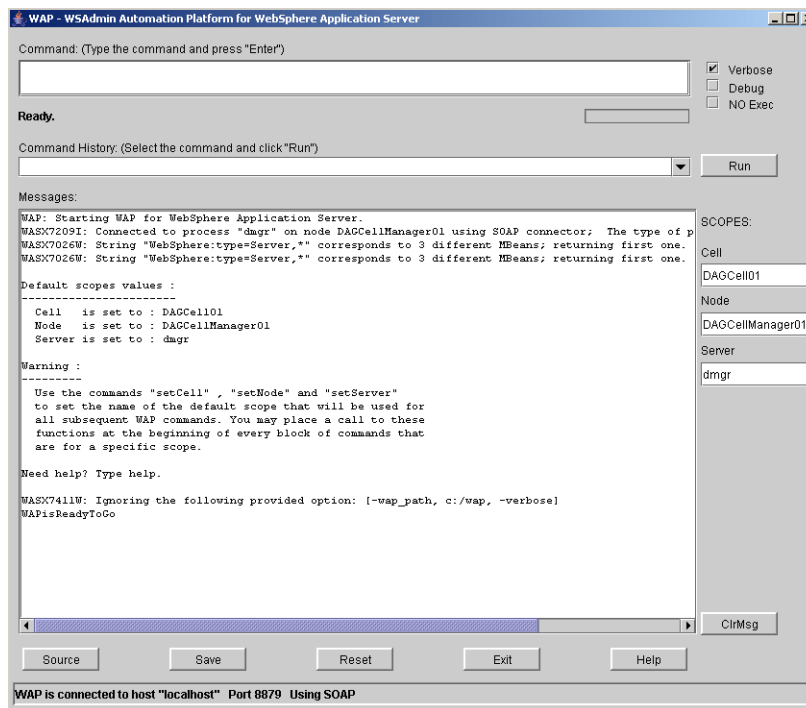 WAP - WSAdmin Automation Platform for WebSphere Application Server
Command: (Type the command and press "Enter")
Verbose
Debug
NO Exec
Ready.
Command History: (Select the command and click "Run")
Run
Messages:
WAP: Starting WAP for WebSphere Application Server.
WASX7209I: Connected to process "dmgr" on node DAGCellManager01 using SOAP connector;  The type of p
WASX7026W: String "WebSphere:type=Server,*" corresponds to 3 different MBeans; returning first one.
WASX7026W: String "WebSphere:type=Server,*" corresponds to 3 different MBeans; returning first one.
Default scopes values :
-----------------------
Cell   is set to : DAGCell01
Node   is set to : DAGCellManager01
Server is set to : dmgr
Warning :
---------
Use the commands "setCell" , "setNode" and "setServer"
to set the name of the default scope that will be used for
all subsequent WAP commands. You may place a call to these
functions at the beginning of every block of commands that
are for a specific scope.
Need help? Type help.
WASX7411W: Ignoring the following provided option: [-wap_path, c:/wap, -verbose]
WAPisReadyToGo
SCOPES:
Cell
DAGCell01
Node
DAGCellManager01
Server
dmgr
ClrMsg
Source
Save
Reset
Exit
Help
WAP is connected to host "localhost"  Port 8879  Using SOAP